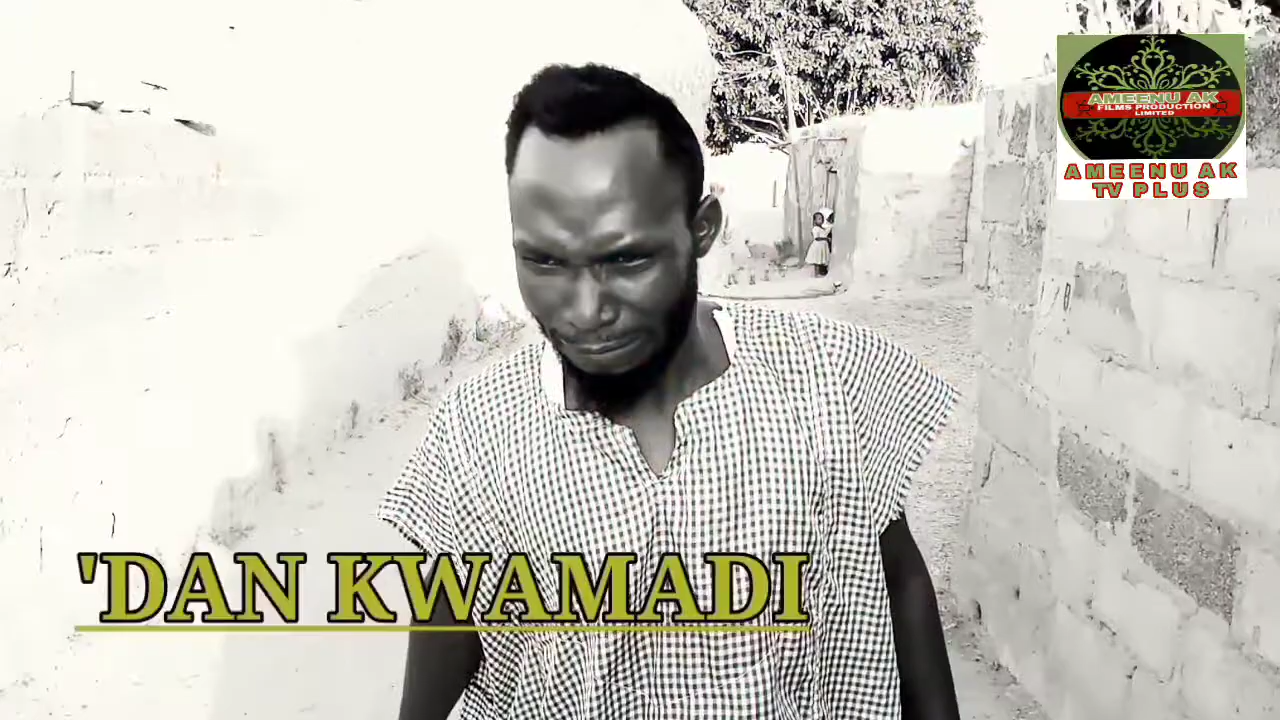 AMEENU AK
FILMS PRODUCTION
LIMITED
AMEENU AK
TV PLUS
'DAN KWAMADI